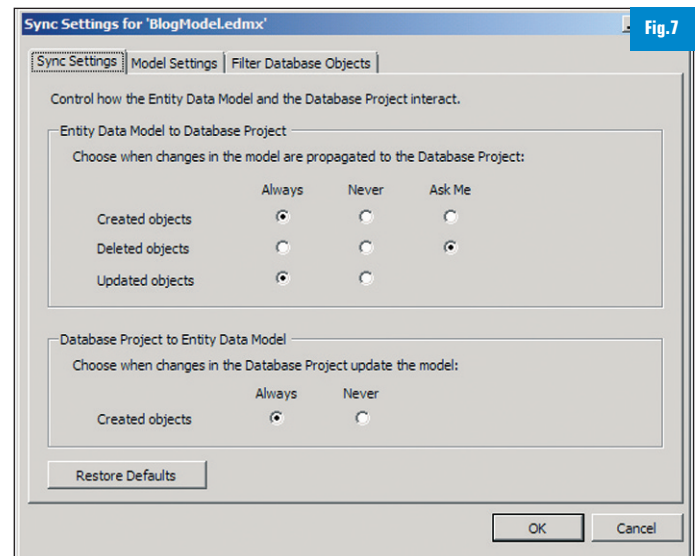 Sync Settings for 'BlogModel.edmx'
Fig.7
Sync Settings Model Settings Filter Database Objects
Control how the Entity Data Model and the Database Project interact.
Entity Data Model to Database Project
Choose when changes in the model are propagated to the Database Project:
Always Never Ask Me
Created objects
Deleted objects
Updated objects
Database Project to Entity Data Model
Choose when changes in the Database Project update the model:
Always Never
Created objects
Restore Defaults
OK Cancel